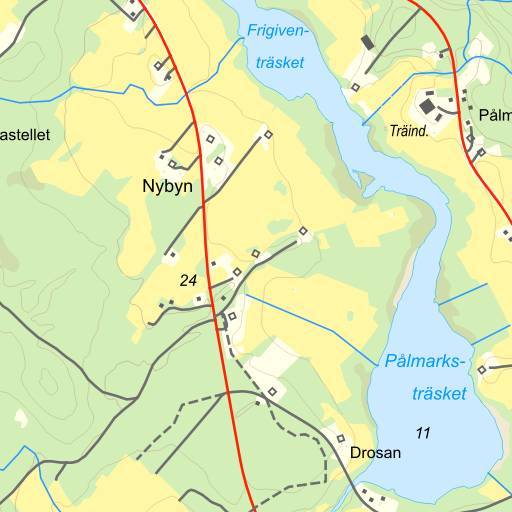 Frigiven-
träsket
astellet
Träind.
Pålm
Nybyn
24
Pålmarks-
träsket
11
Drosan